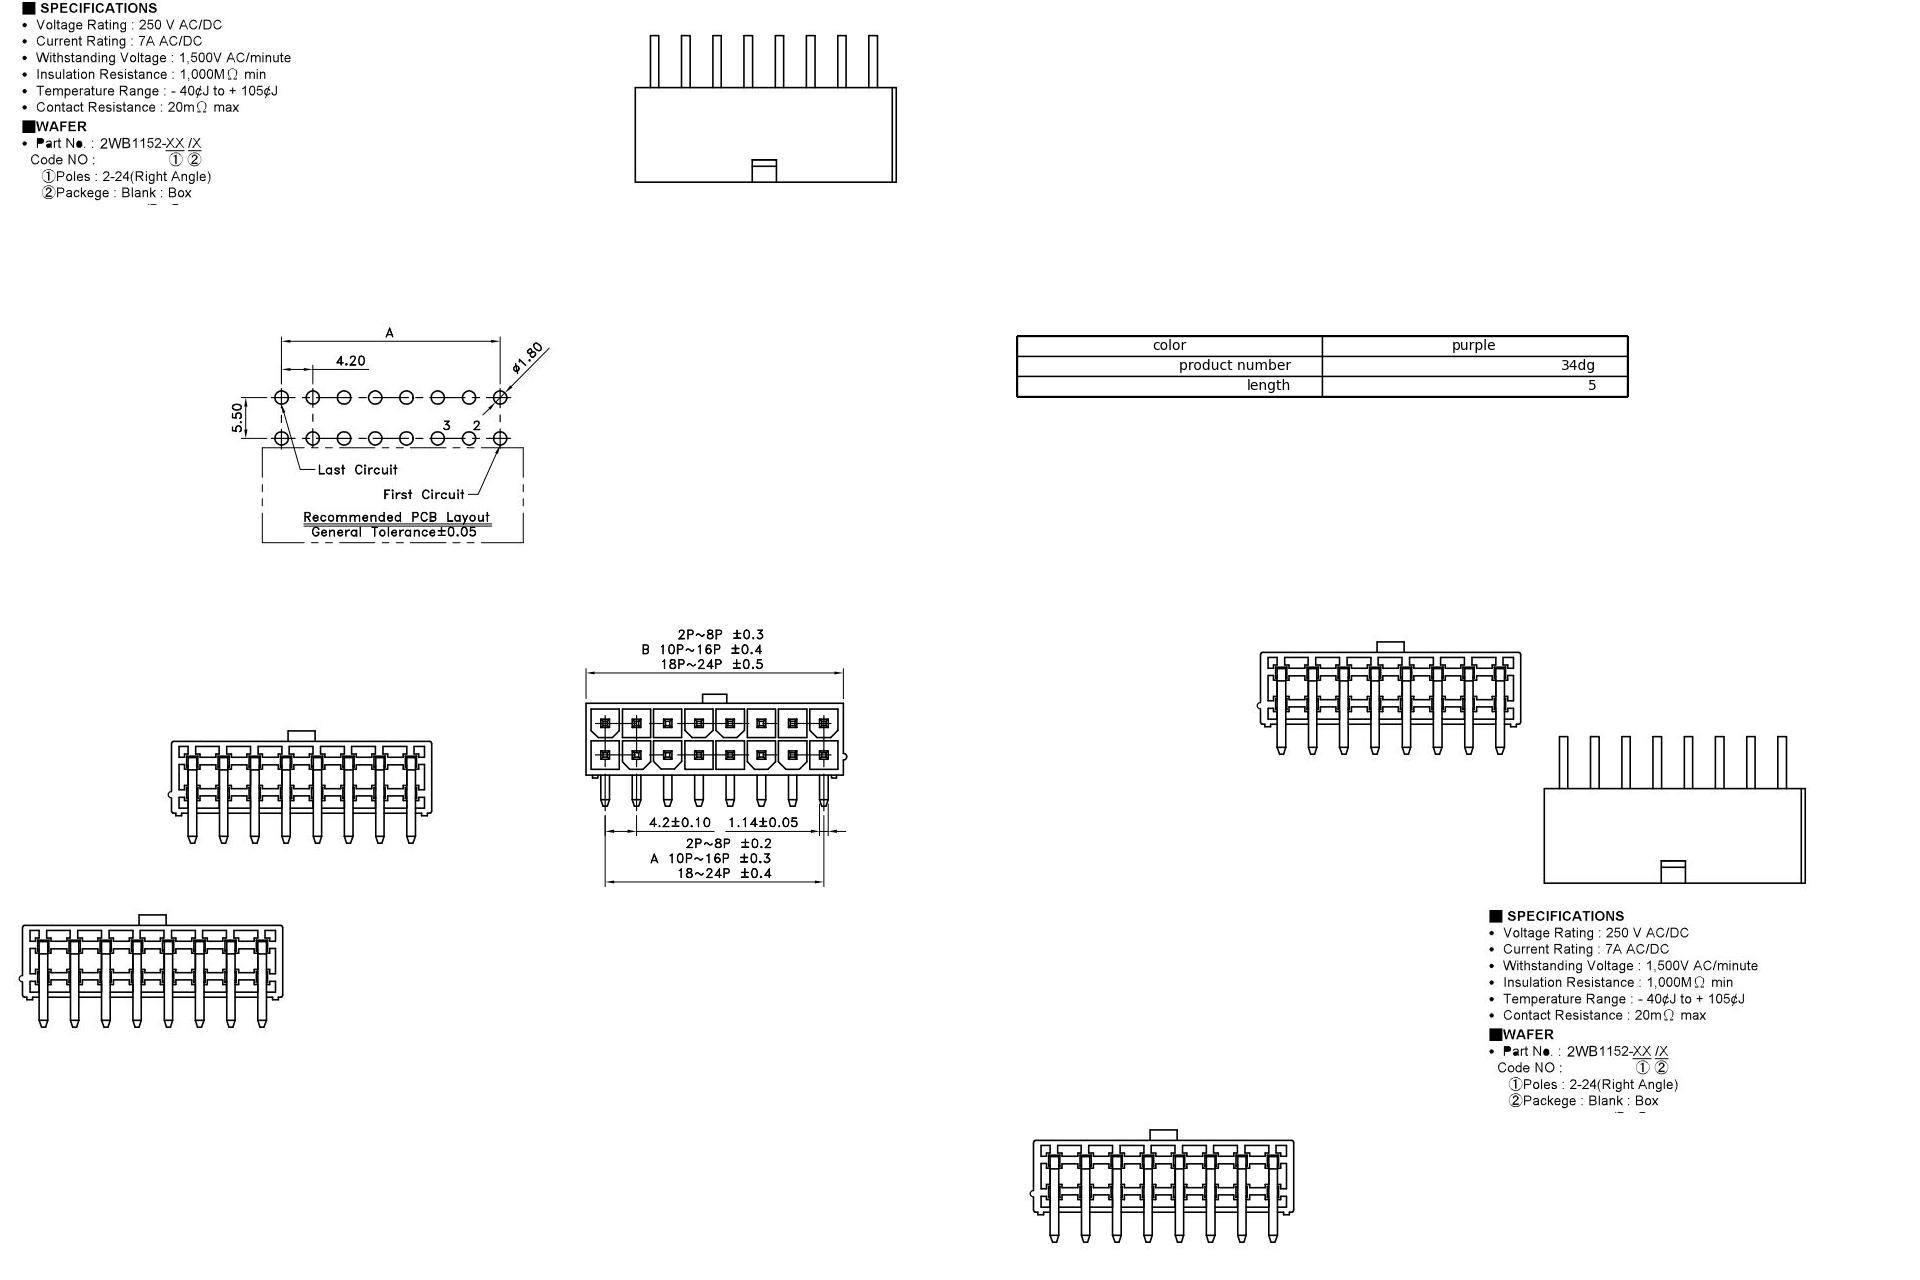 ■ SPECIFICATIONS
• Voltage Rating : 250 V AC/DC
• Current Rating : 7A AC/DC
• Withstanding Voltage : 1,500V AC/minute
• Insulation Resistance : 1,000MΩ min
• Temperature Range : - 40¢J to + 105¢J
• Contact Resistance : 20mΩ max
■WAFER
• Part No. : 2WB1152-XX /X
Code NO : ① ②
①Poles : 2-24(Right Angle)
②Packege : Blank : Box
A
4.20
ø1.80
5.50
3 2
Last Circuit
First Circuit
Recommended PCB Layout
General Tolerance±0.05
color purple
product number 34dg
length 5
2P~8P ±0.3
B 10P~16P ±0.4
18P~24P ±0.5
4.2±0.10 1.14±0.05
2P~8P ±0.2
A 10P~16P ±0.3
18~24P ±0.4
■ SPECIFICATIONS
• Voltage Rating : 250 V AC/DC
• Current Rating : 7A AC/DC
• Withstanding Voltage : 1,500V AC/minute
• Insulation Resistance : 1,000MΩ min
• Temperature Range : - 40¢J to + 105¢J
• Contact Resistance : 20mΩ max
■WAFER
• Part No. : 2WB1152-XX /X
Code NO : ① ②
①Poles : 2-24(Right Angle)
②Packege : Blank : Box